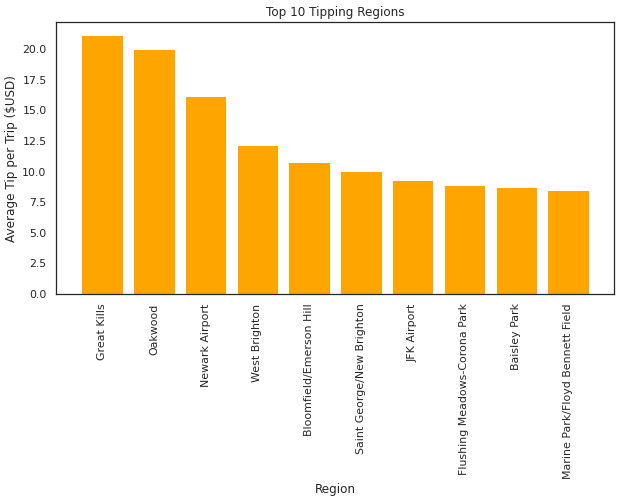 Top 10 Tipping Regions
Average Tip per Trip ($USD)
20.0
17.5
15.0
12.5
10.0
7.5
5.0
2.5
0.0
Great Kills
Oakwood
Newark Airport
West Brighton
Bloomfield/Emerson Hill
Saint George/New Brighton
JFK Airport
Flushing Meadows-Corona Park
Baisley Park
Marine Park/Floyd Bennett Field
Region